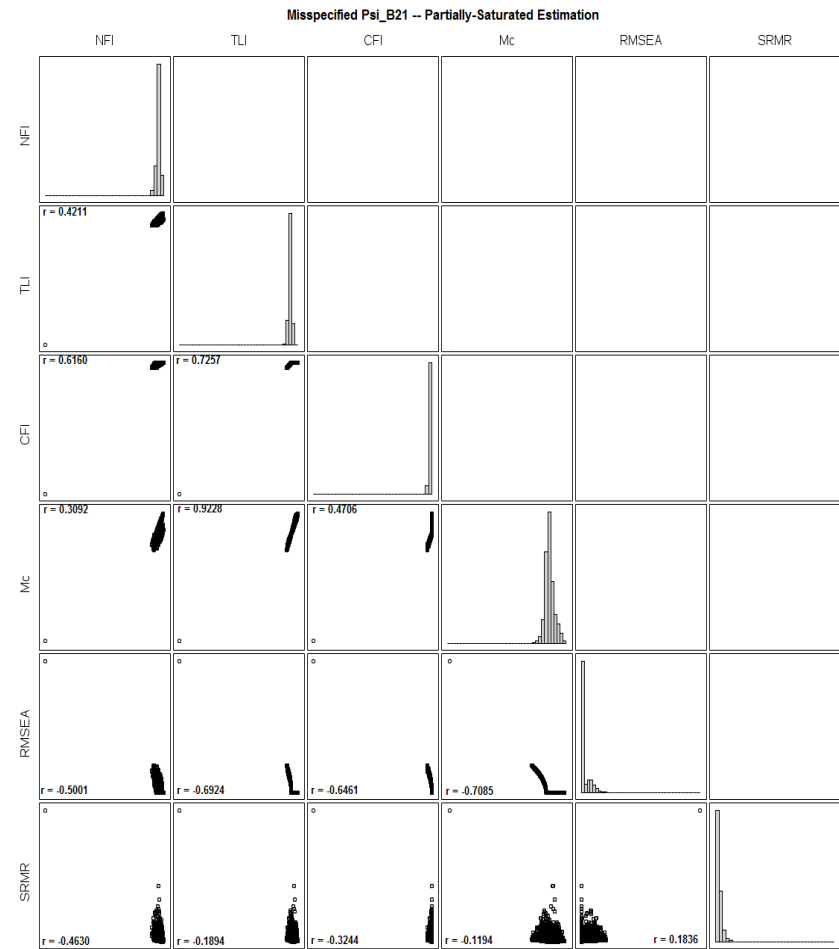 Misspecified Psi_B21 -- Partially-Saturated Estimation
NFI TLI CFI Mc RMSEA SRMR
NFI
TLI
r = 0.4211
CFI
r = 0.6160 r = 0.7257
Mc
r = 0.3092 r = 0.9228 r = 0.4706
RMSEA
r = -0.5001 r = -0.6924 r = -0.6461 r = -0.7085
SRMR
r = -0.4630 r = -0.1894 r = -0.3244 r = -0.1194 r = 0.1836